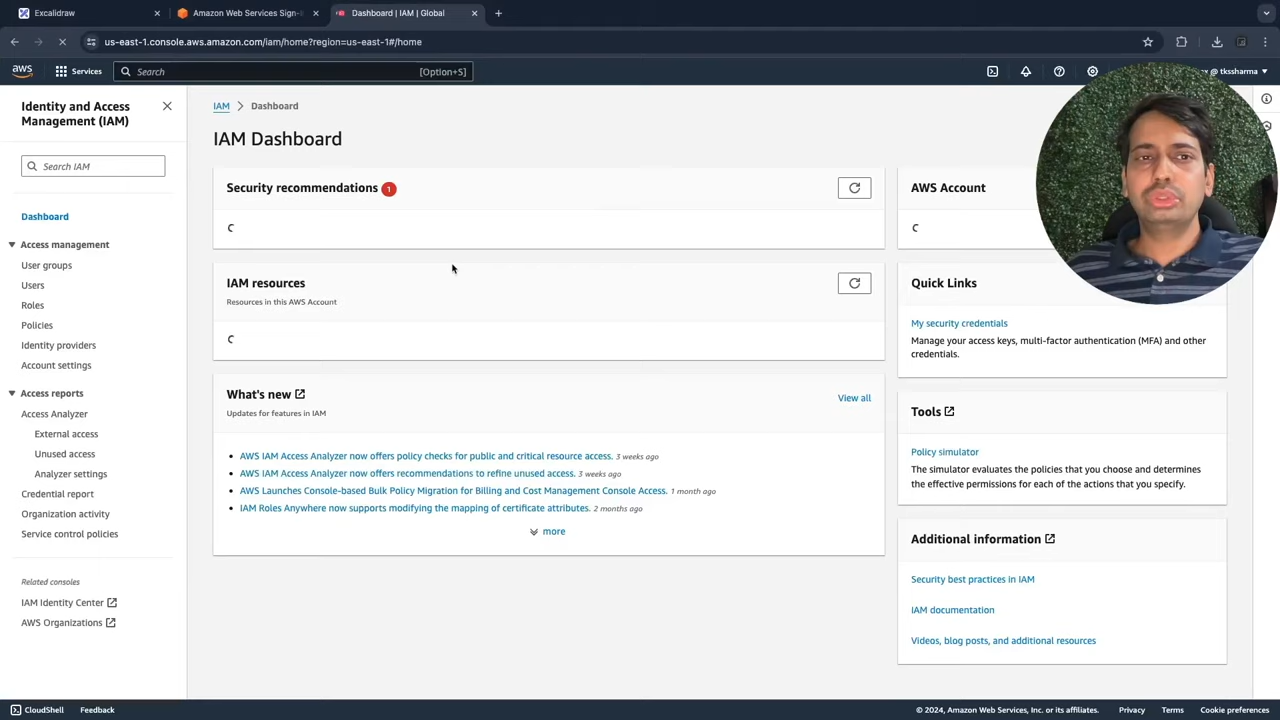 Excalidraw
Amazon Web Services Sign-
Dashboard | IAM | Global
us-east-1.console.aws.amazon.com/iam/home?region=us-east-1#/home
aws
Services
Search
[Option+S]
@ tkssharma
Identity and Access
Management (IAM)
Search IAM
Dashboard
Access management
User groups
Users
Roles
Policies
Identity providers
Account settings
Access reports
Access Analyzer
External access
Unused access
Analyzer settings
Credential report
Organization activity
Service control policies
Related consoles
IAM Identity Center
AWS Organizations
IAM > Dashboard
IAM Dashboard
Security recommendations 1
IAM resources
Resources in this AWS Account
What's new
Updates for features in IAM
View all
AWS IAM Access Analyzer now offers policy checks for public and critical resource access. 3 weeks ago
AWS IAM Access Analyzer now offers recommendations to refine unused access. 3 weeks ago
AWS Launches Console-based Bulk Policy Migration for Billing and Cost Management Console Access. 1 month ago
IAM Roles Anywhere now supports modifying the mapping of certificate attributes. 2 months ago
more
AWS Account
Quick Links
My security credentials
Manage your access keys, multi-factor authentication (MFA) and other
credentials.
Tools
Policy simulator
The simulator evaluates the policies that you choose and determines
the effective permissions for each of the actions that you specify.
Additional information
Security best practices in IAM
IAM documentation
Videos, blog posts, and additional resources
CloudShell
Feedback
© 2024, Amazon Web Services, Inc. or its affiliates.
Privacy
Terms
Cookie preferences